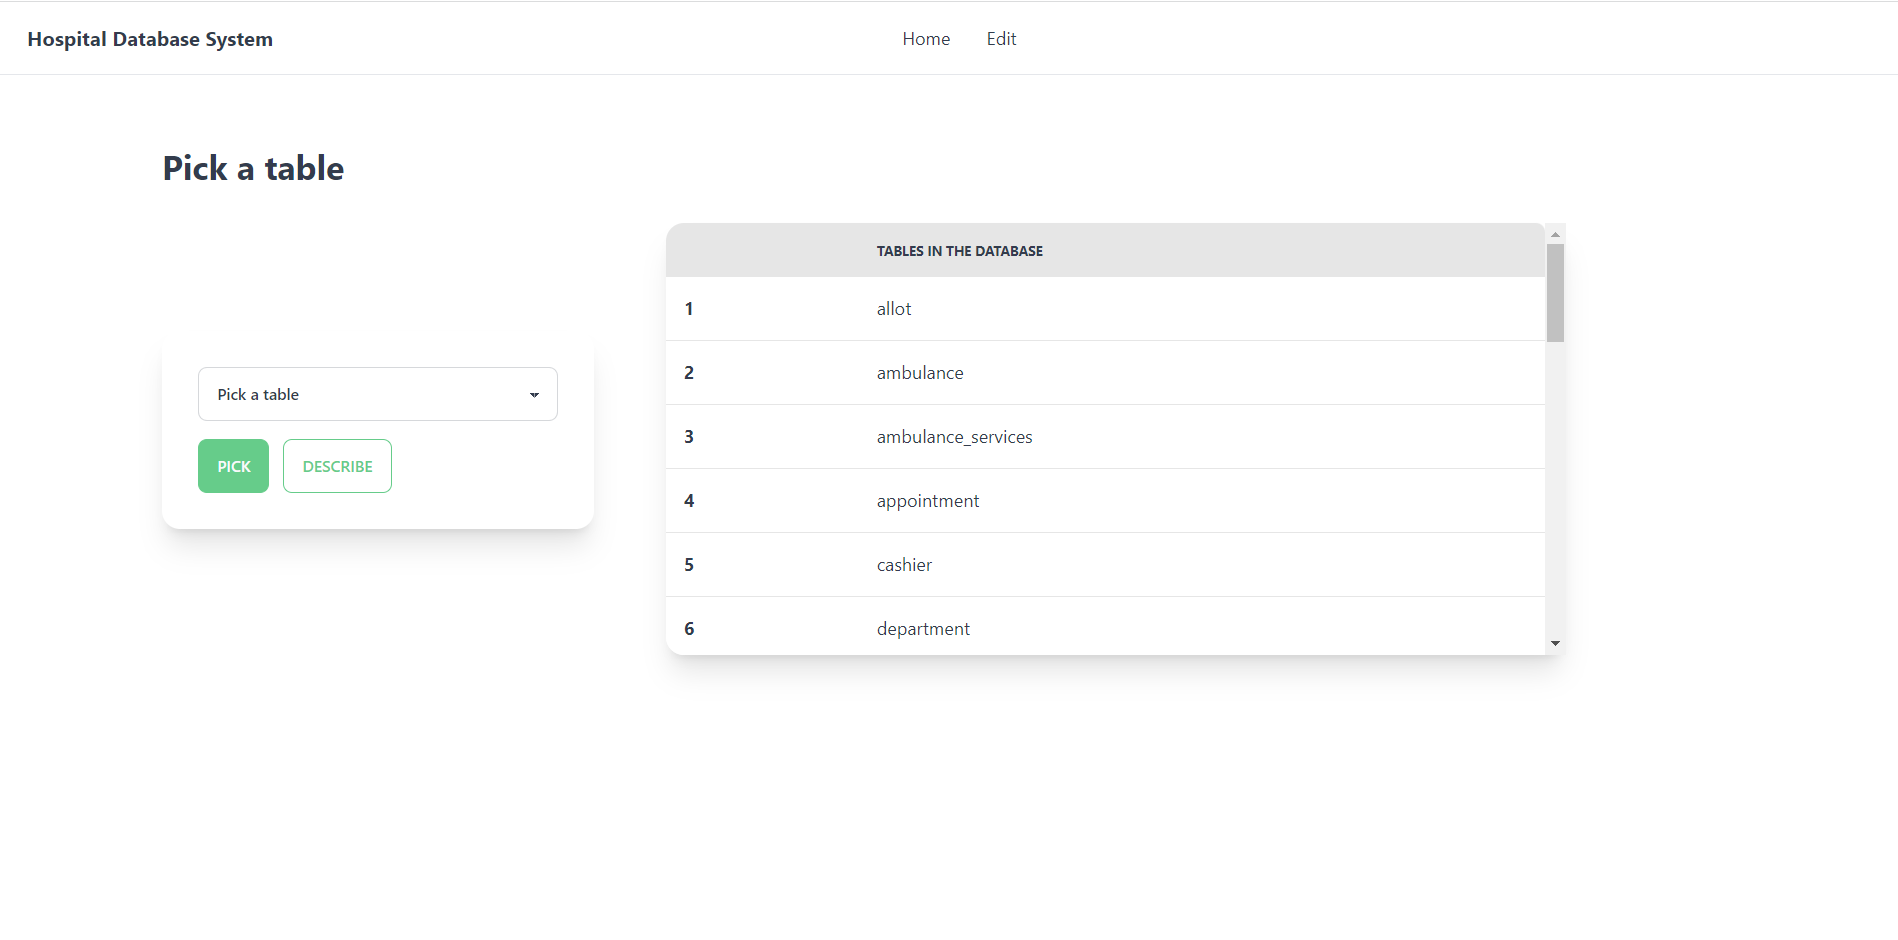 Hospital Database System
Home Edit
Pick a table
Pick a table
PICK DESCRIBE
TABLES IN THE DATABASE
1 allot
2 ambulance
3 ambulance_services
4 appointment
5 cashier
6 department